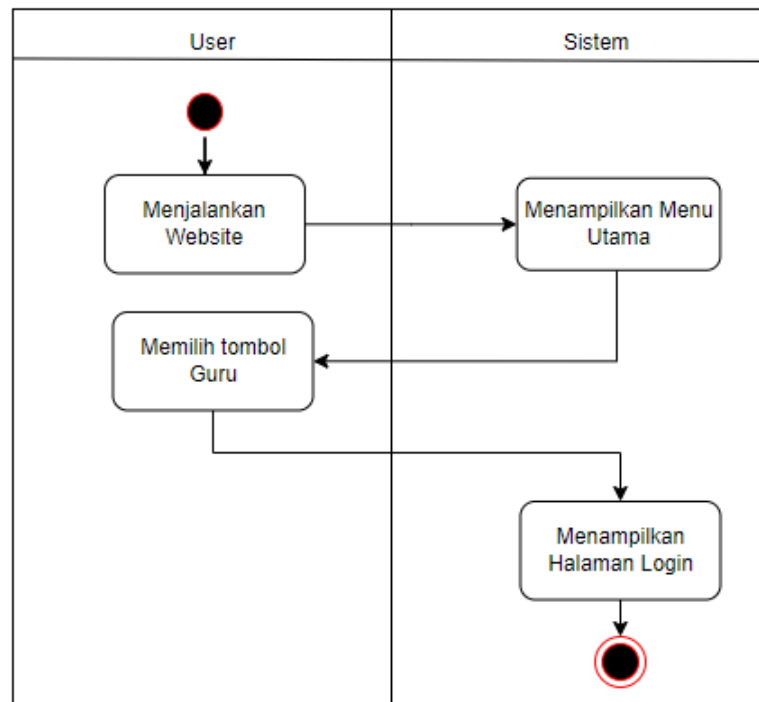 User
Sistem
Menjalankan
Website
Menampilkan Menu
Utama
Memilih tombol
Guru
Menampilkan
Halaman Login